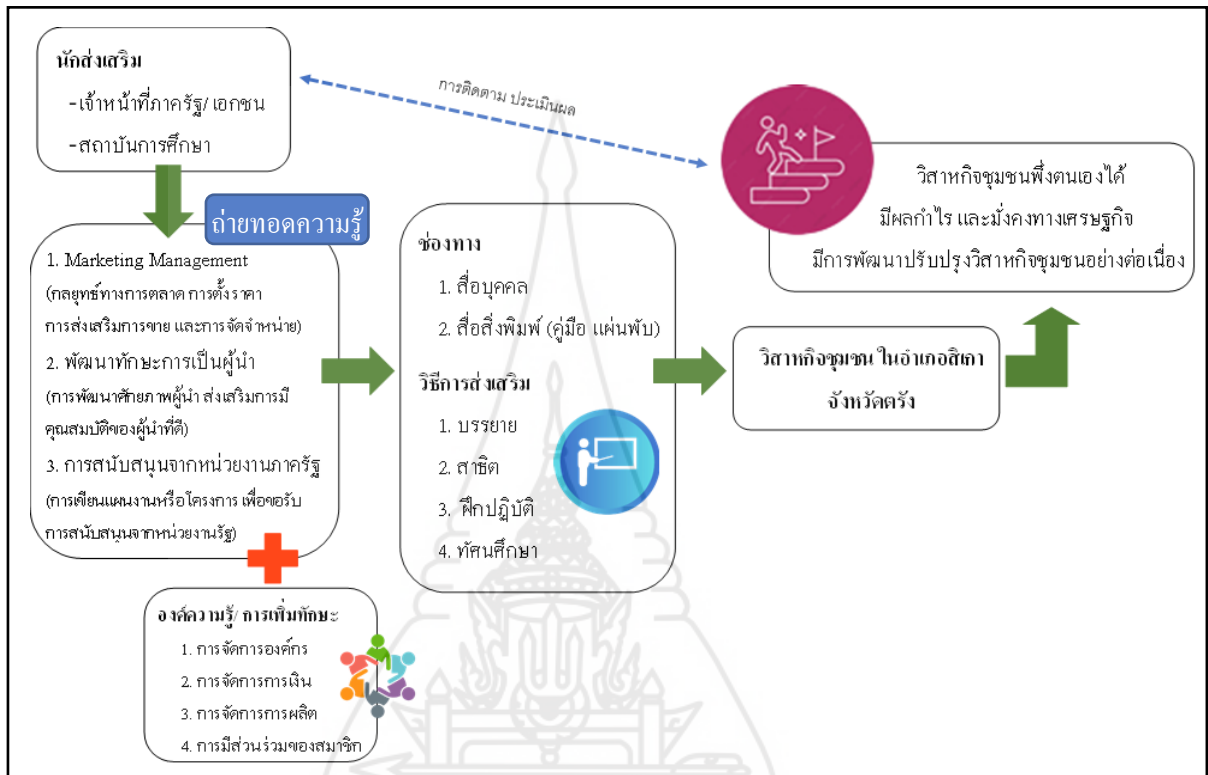 นักส่งเสริม
-เจ้าหน้าที่ภาครัฐ/ เอกชน
-สถาบันการศึกษา
การติดตาม ประเมินผล
ถ่ายทอดความรู้
1. Marketing Management
(กลยุทธ์ทางการตลาด การตั้งราคา
การส่งเสริมการขาย และการจัดจำหน่าย)
2. พัฒนาทักษะการเป็นผู้นำ
(การพัฒนาศักยภาพผู้นำ ส่งเสริมการมี
คุณสมบัติของผู้นำที่ดี)
3. การสนับสนุนจากหน่วยงานภาครัฐ
(การเขียนแผนงานหรือโครงการ เพื่อขอรับ
การสนับสนุนจากหน่วยงานรัฐ)
องค์ความรู้/ การเพิ่มทักษะ
1. การจัดการองค์กร
2. การจัดการการเงิน
3. การจัดการการผลิต
4. การมีส่วนร่วมของสมาชิก
ช่องทาง
1. สื่อบุคคล
2. สื่อสิ่งพิมพ์ (คู่มือ แผ่นพับ)
วิธีการส่งเสริม
1. บรรยาย
2. สาธิต
3. ฝึกปฏิบัติ
4. ทัศนศึกษา
วิสาหกิจชุมชน ในอำเภอสิเกา
จังหวัดตรัง
วิสาหกิจชุมชนพึ่งตนเองได้
มีผลกำไร และมั่งคงทางเศรษฐกิจ
มีการพัฒนาปรับปรุงวิสาหกิจชุมชนอย่างต่อเนื่อง